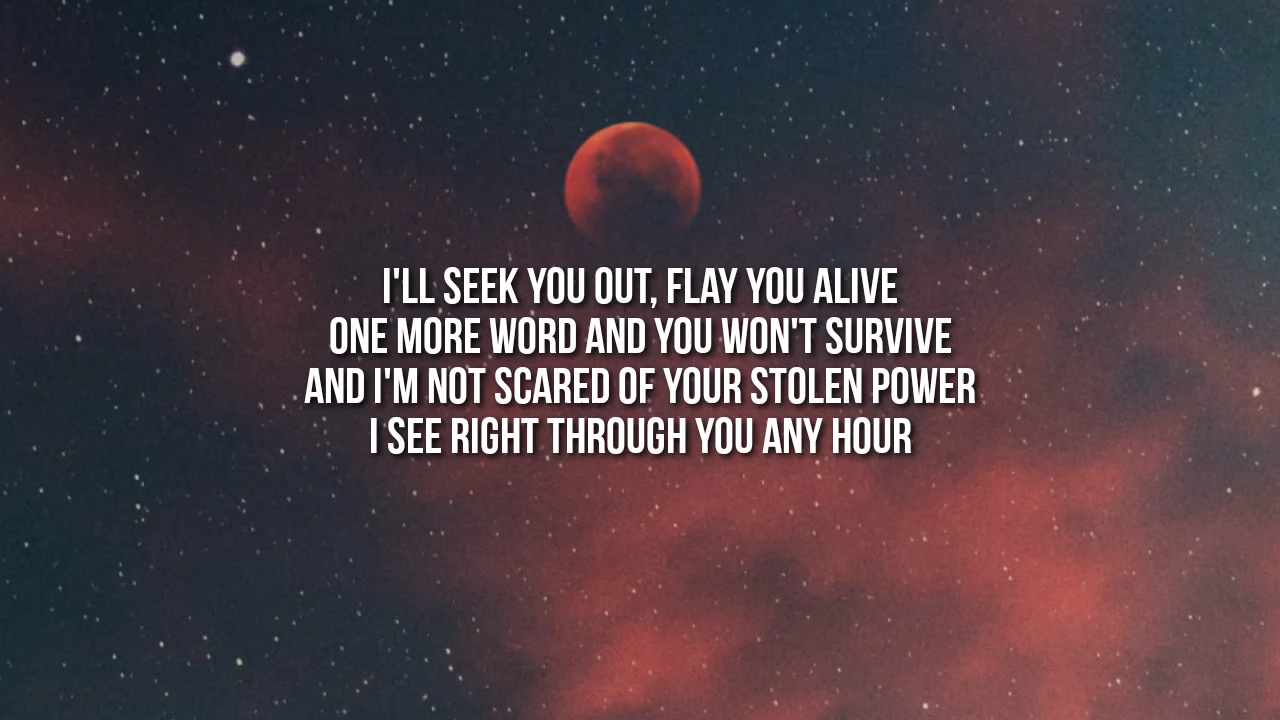 I'LL SEEK YOU OUT, FLAY YOU ALIVE
ONE MORE WORD AND YOU WON'T SURVIVE
AND I'M NOT SCARED OF YOUR STOLEN POWER
I SEE RIGHT THROUGH YOU ANY HOUR